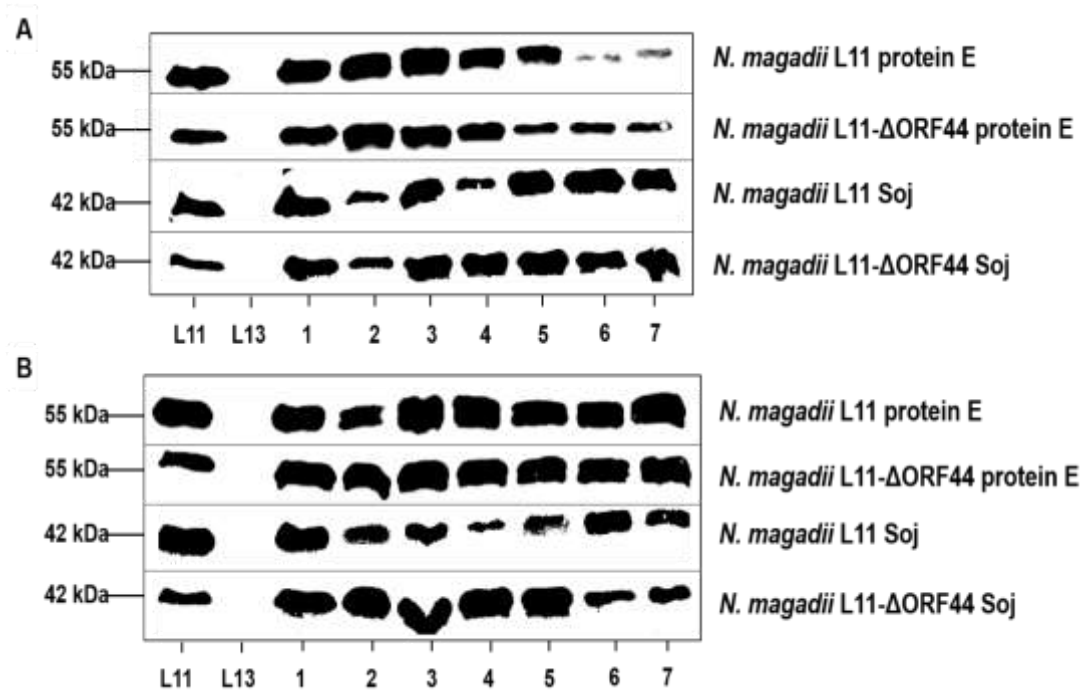 A
55 kDa
N. magadii L11 protein E
55 kDa
N. magadii L11-ΔORF44 protein E
42 kDa
N. magadii L11 Soj
42 kDa
N. magadii L11-ΔORF44 Soj
L11 L13 1 2 3 4 5 6 7
B
55 kDa
N. magadii L11 protein E
55 kDa
N. magadii L11-ΔORF44 protein E
42 kDa
N. magadii L11 Soj
42 kDa
N. magadii L11-ΔORF44 Soj
L11 L13 1 2 3 4 5 6 7